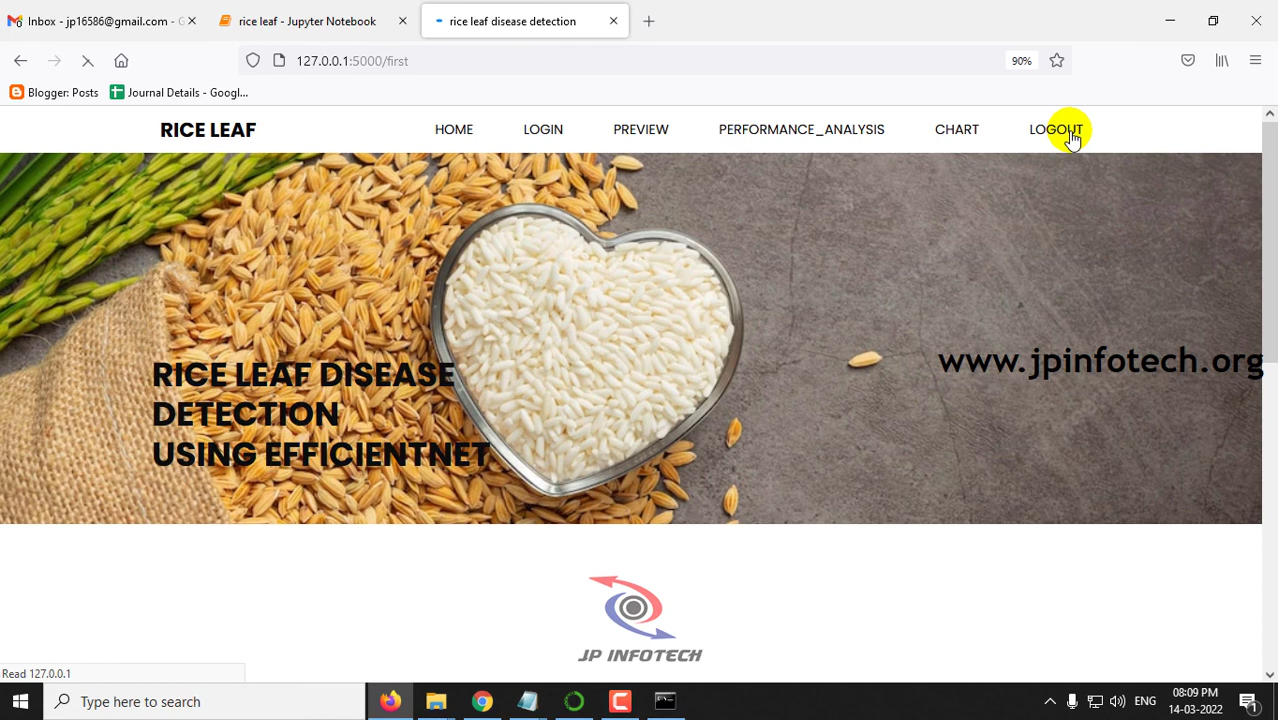 Inbox - jp16586@gmail.com - G
rice leaf - Jupyter Notebook
rice leaf disease detection
127.0.0.1:5000/first
90%
Blogger: Posts
Journal Details - Googl...
RICE LEAF
HOME
LOGIN
PREVIEW
PERFORMANCE_ANALYSIS
CHART
LOGOUT
www.jpinfotech.org
RICE LEAF DISEASE
DETECTION
USING EFFICIENTNET
JP INFOTECH
Read 127.0.0.1
Type here to search
ENG
08:09 PM
14-03-2022
1